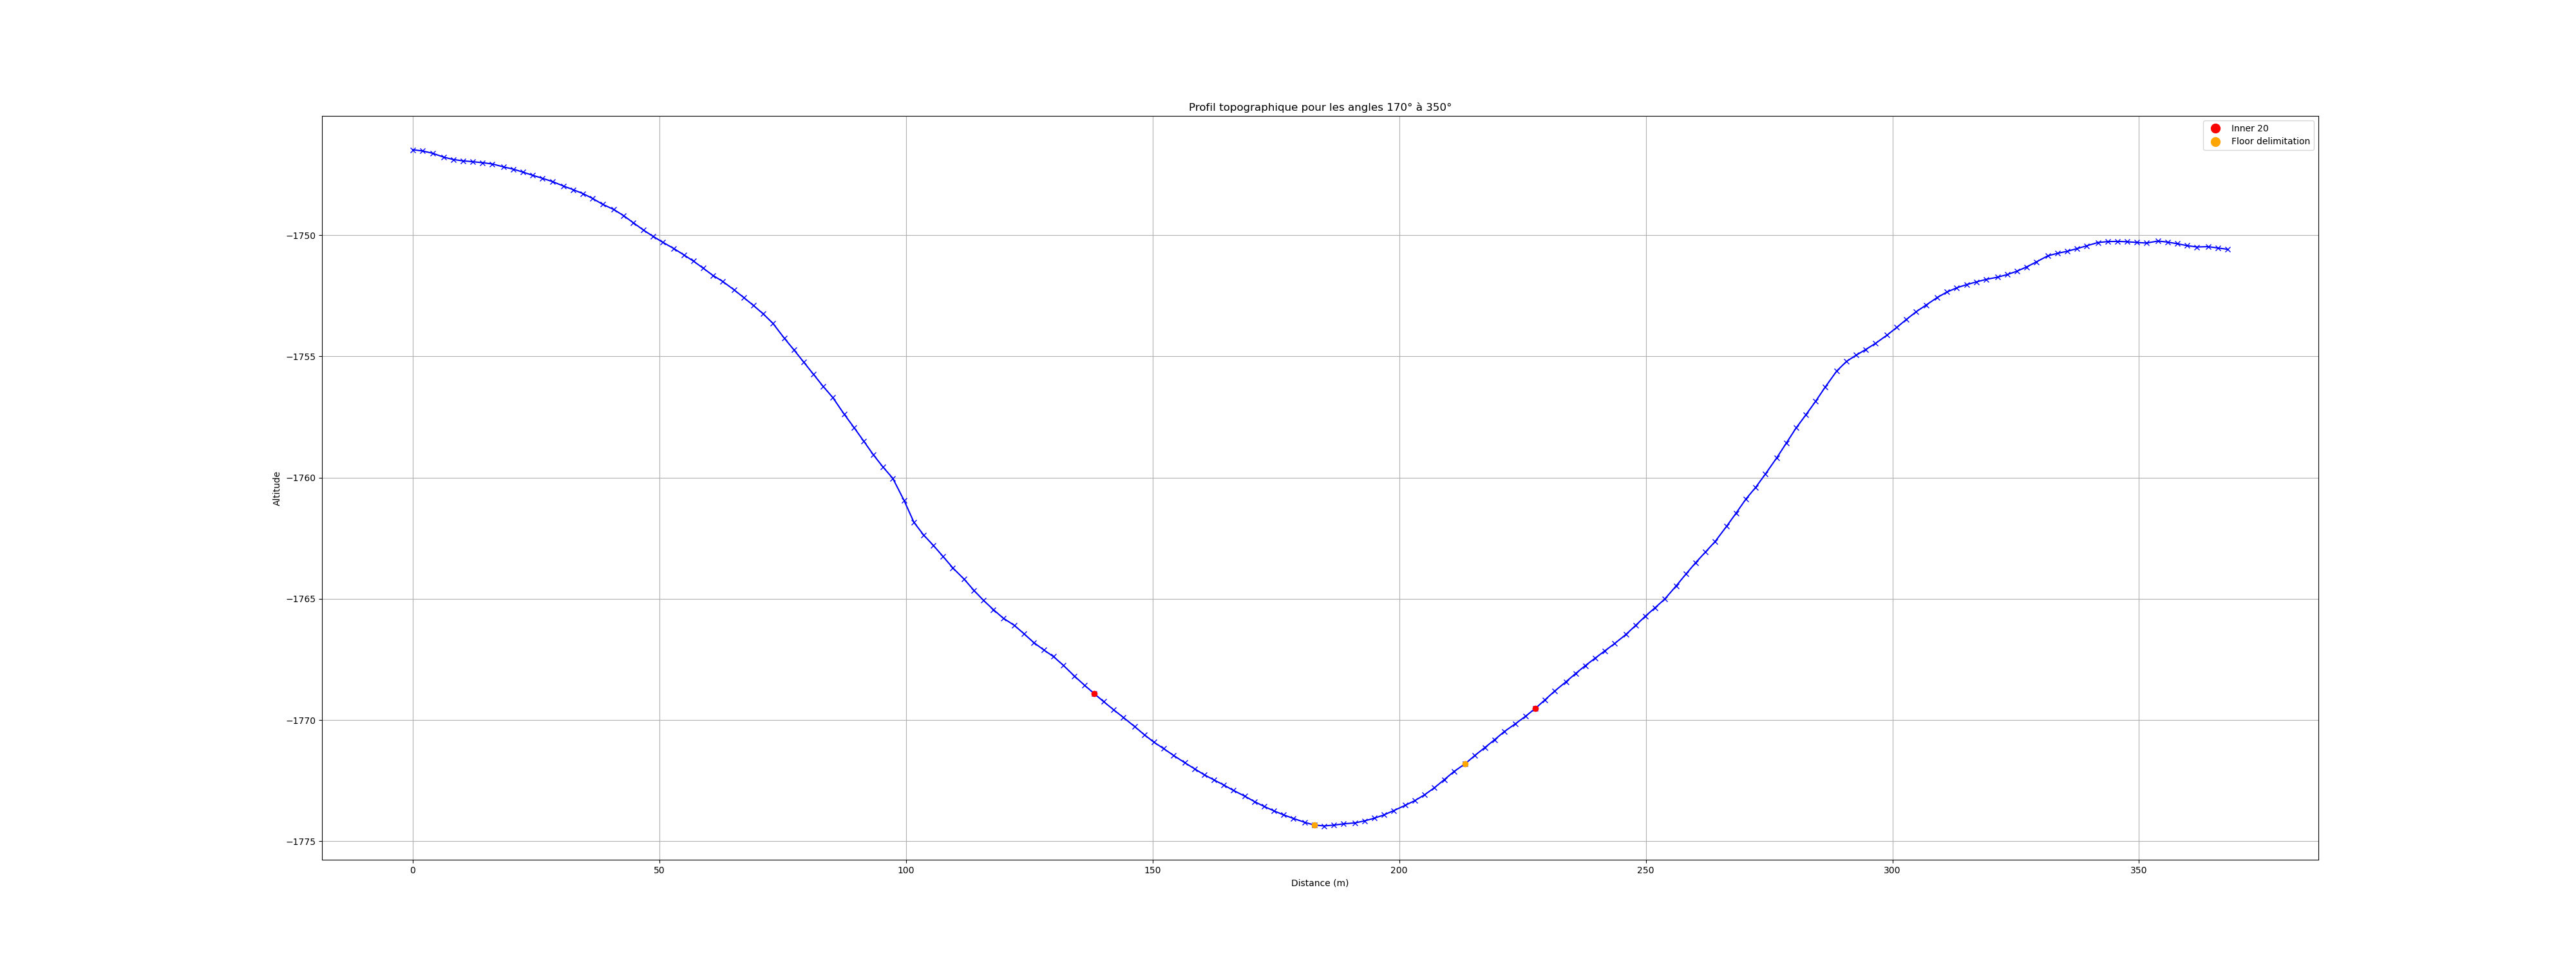 Profil topographique pour les angles 170° à 350°
Inner 20
Floor delimitation
Altitude
−1750
−1755
−1760
−1765
−1770
−1775
0 50 100 150 200 250 300 350
Distance (m)